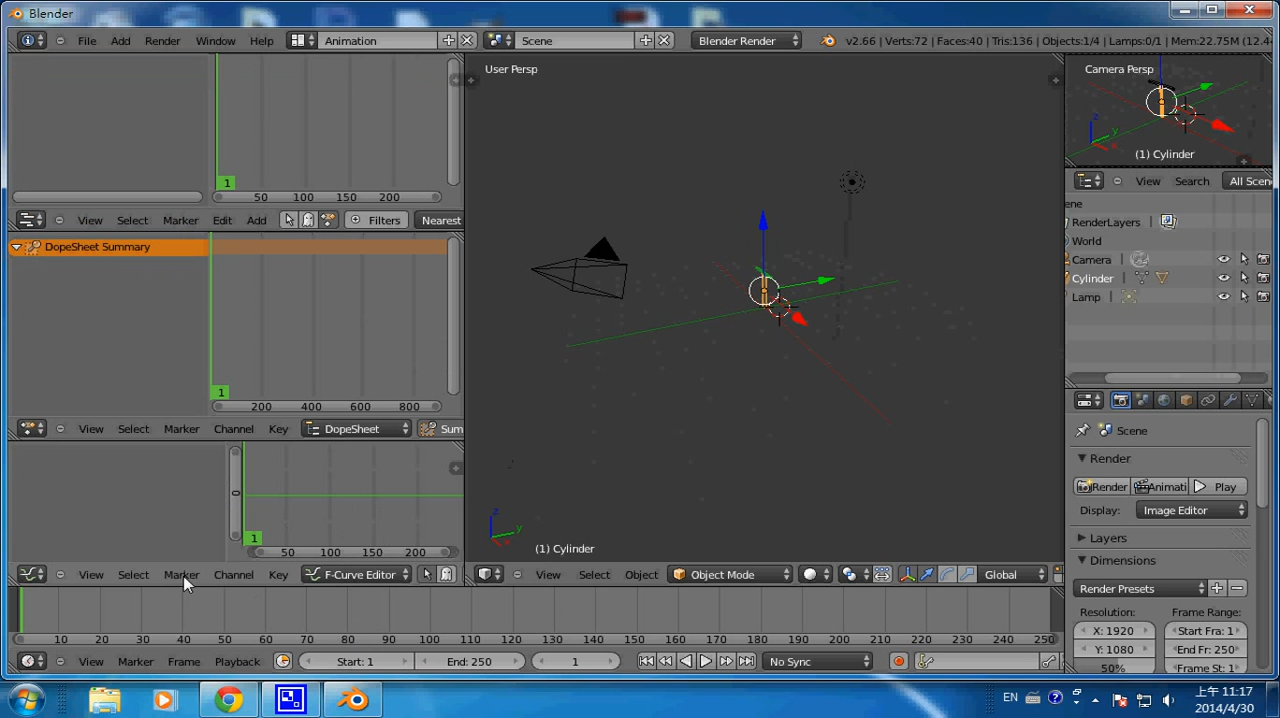 Blender
File Add Render Window Help Animation Scene Blender Render v2.66 | Verts:72 | Faces:40 | Tris:136 | Objects:1/4 | Lamps:0/1 | Mem:22.75M (12.4
User Persp
Camera Persp
(1) Cylinder
1
50 100 150 200
View Select Marker Edit Add Filters Nearest
View Search All Scen
ene
RenderLayers
World
Camera
Cylinder
Lamp
DopeSheet Summary
1
200 400 600 800
View Select Marker Channel Key DopeSheet Sum
Scene
Render
Render Animati Play
Display: Image Editor
Layers
Dimensions
Render Presets
Resolution: Frame Range:
X: 1920 Start Fra: 1
Y: 1080 End Fr: 250
50% Frame St: 1
0
1
50 100 150 200
z
y
(1) Cylinder
View Select Marker Channel Key F-Curve Editor
View Select Object Object Mode Global
10 20 30 40 50 60 70 80 90 100 110 120 130 140 150 160 170 180 190 200 210 220 230 240 250
View Marker Frame Playback Start: 1 End: 250 1 No Sync
EN
上午 11:17
2014/4/30